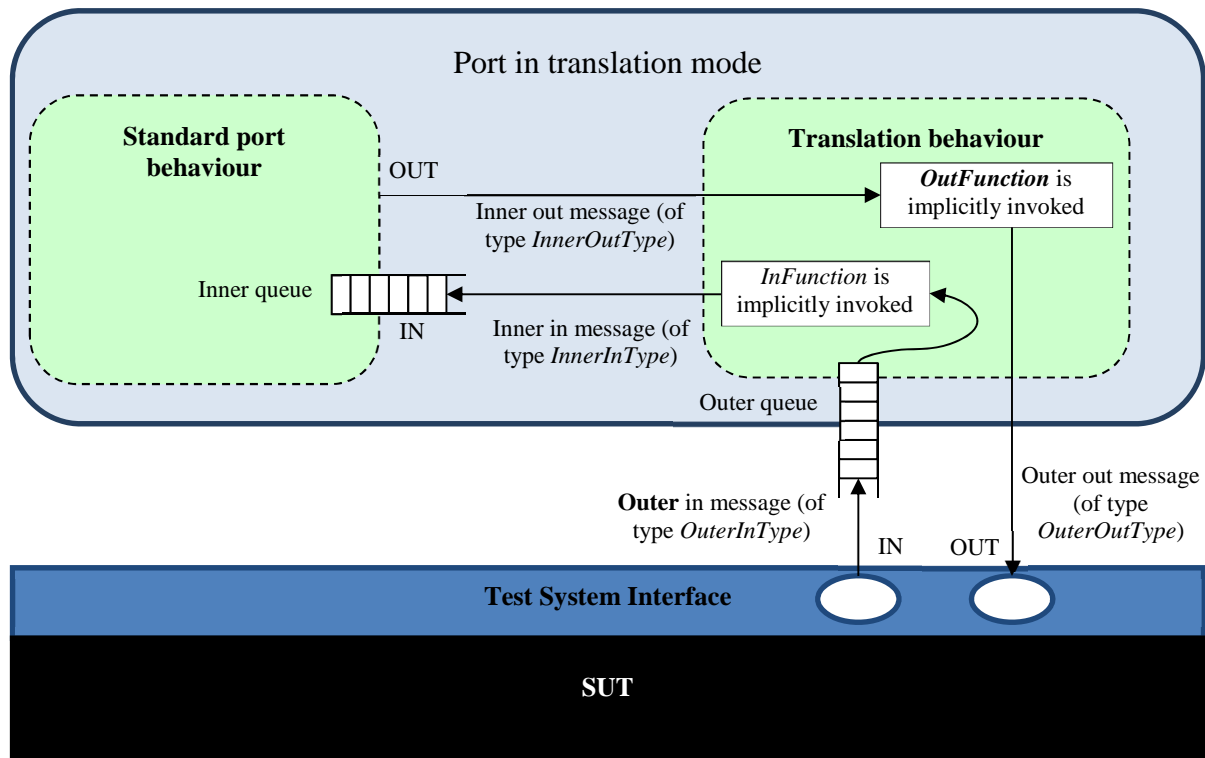 Port in translation mode
Standard port
behaviour
Translation behaviour
OUT
OutFunction is
implicitly invoked
Inner out message (of
type InnerOutType)
Inner queue
InFunction is
implicitly invoked
IN
Inner in message (of
type InnerInType)
Outer queue
Outer in message (of
type OuterInType)
Outer out message
(of type
OuterOutType)
IN
OUT
Test System Interface
SUT